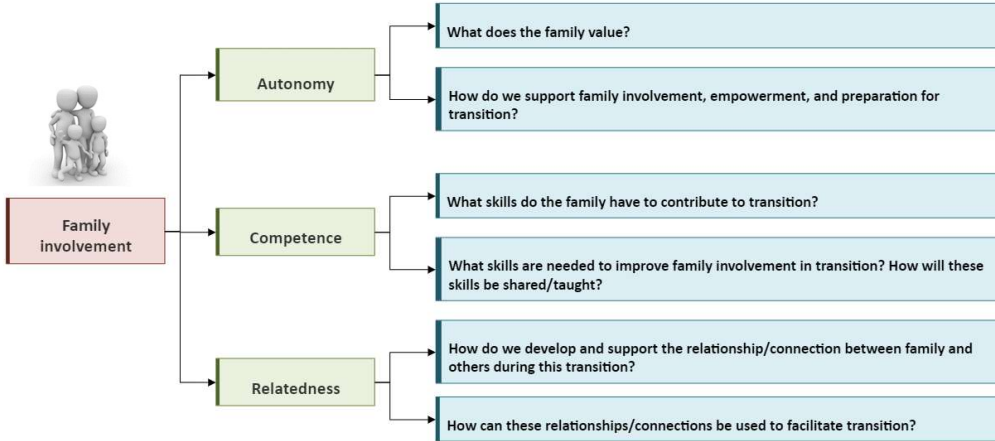 What does the family value?
Autonomy
How do we support family involvement, empowerment, and preparation for
transition?
Family
involvement
What skills do the family have to contribute to transition?
Competence
What skills are needed to improve family involvement in transition? How will these
skills be shared/taught?
How do we develop and support the relationship/connection between family and
others during this transition?
Relatedness
How can these relationships/connections be used to facilitate transition?